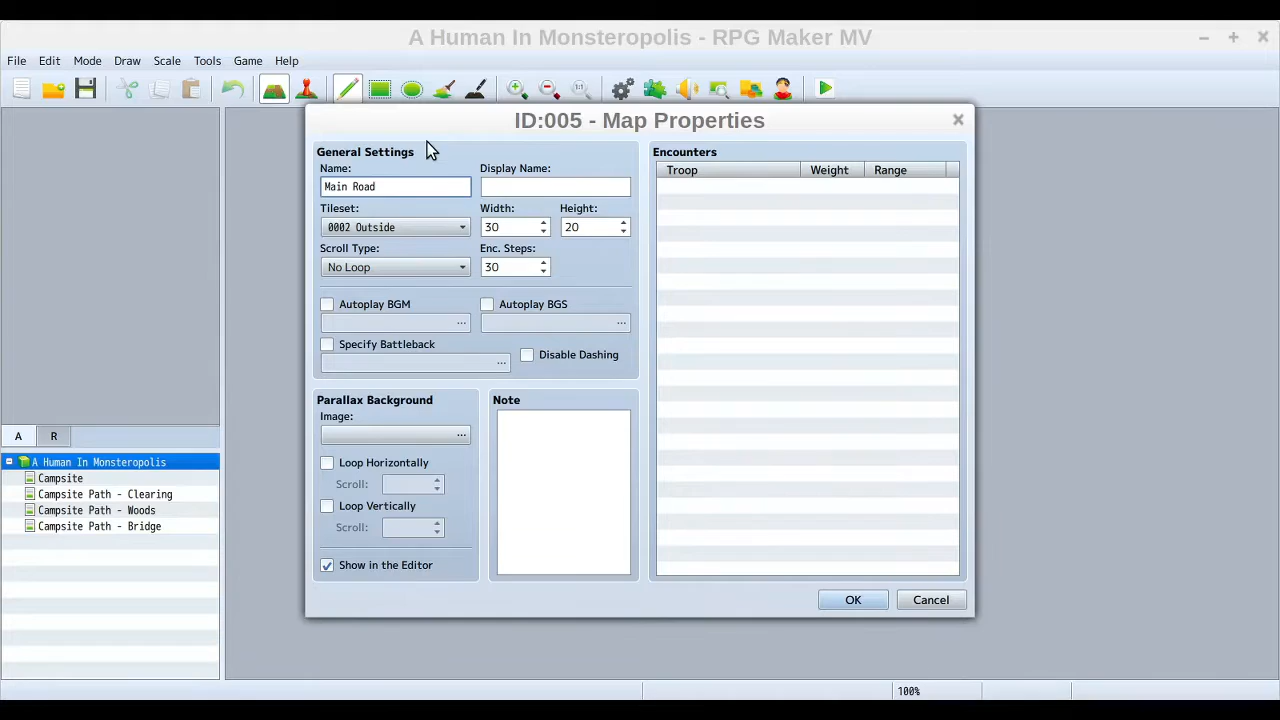 A Human In Monsteropolis - RPG Maker MV
File Edit Mode Draw Scale Tools Game Help
1:1
ID:005 - Map Properties
General Settings
Name: Display Name:
Main Road
Tileset: Width: Height:
0002 Outside 30 20
Scroll Type: Enc. Steps:
No Loop 30
Autoplay BGM Autoplay BGS
... ...
Specify Battleback
Disable Dashing
...
Parallax Background
Image:
...
Loop Horizontally
Scroll:
Loop Vertically
Scroll:
Show in the Editor
Note
Encounters
Troop Weight Range
OK Cancel
A R
A Human In Monsteropolis
Campsite
Campsite Path - Clearing
Campsite Path - Woods
Campsite Path - Bridge
100%